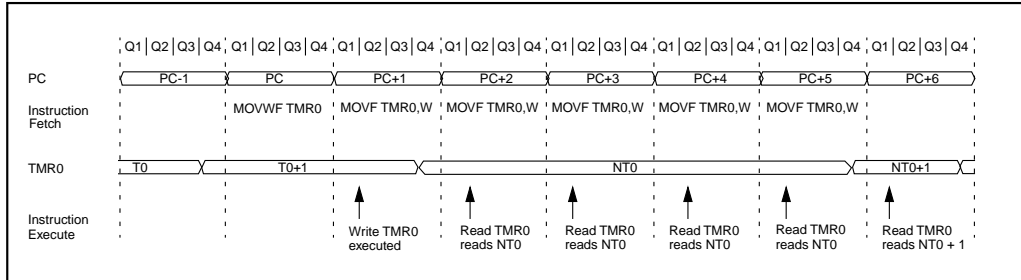 Q1 Q2 Q3 Q4 Q1 Q2 Q3 Q4 Q1 Q2 Q3 Q4 Q1 Q2 Q3 Q4 Q1 Q2 Q3 Q4 Q1 Q2 Q3 Q4 Q1 Q2 Q3 Q4 Q1 Q2 Q3 Q4
PC PC-1 PC PC+1 PC+2 PC+3 PC+4 PC+5 PC+6
Instruction MOVWF TMR0 MOVF TMR0,W MOVF TMR0,W MOVF TMR0,W MOVF TMR0,W MOVF TMR0,W
Fetch
TMR0 T0 T0+1 NT0 NT0+1
Instruction Write TMR0 Read TMR0 Read TMR0 Read TMR0 Read TMR0 Read TMR0
Execute executed reads NT0 reads NT0 reads NT0 reads NT0 reads NT0 + 1